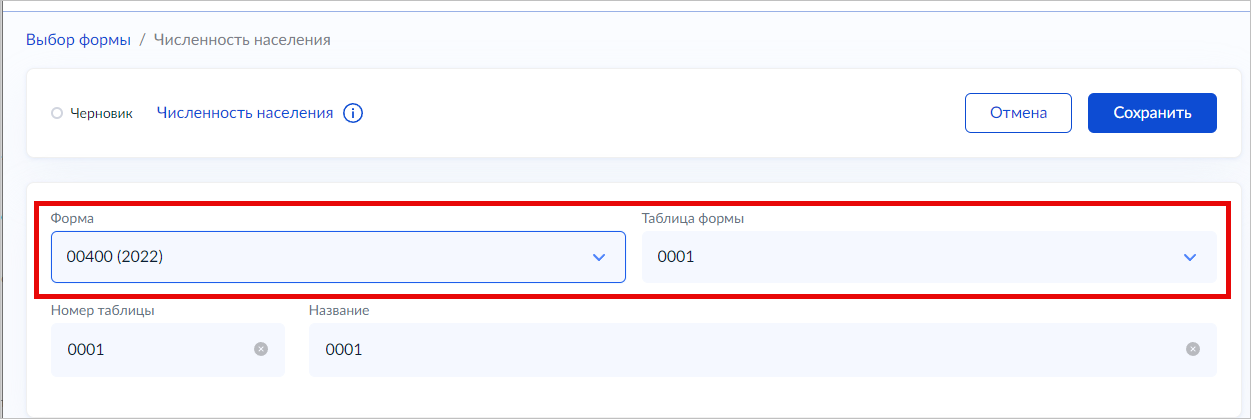 Выбор формы / Численность населения
Черновик Численность населения Отмена Сохранить
Форма Таблица формы
00400 (2022) 0001
Номер таблицы Название
0001 0001